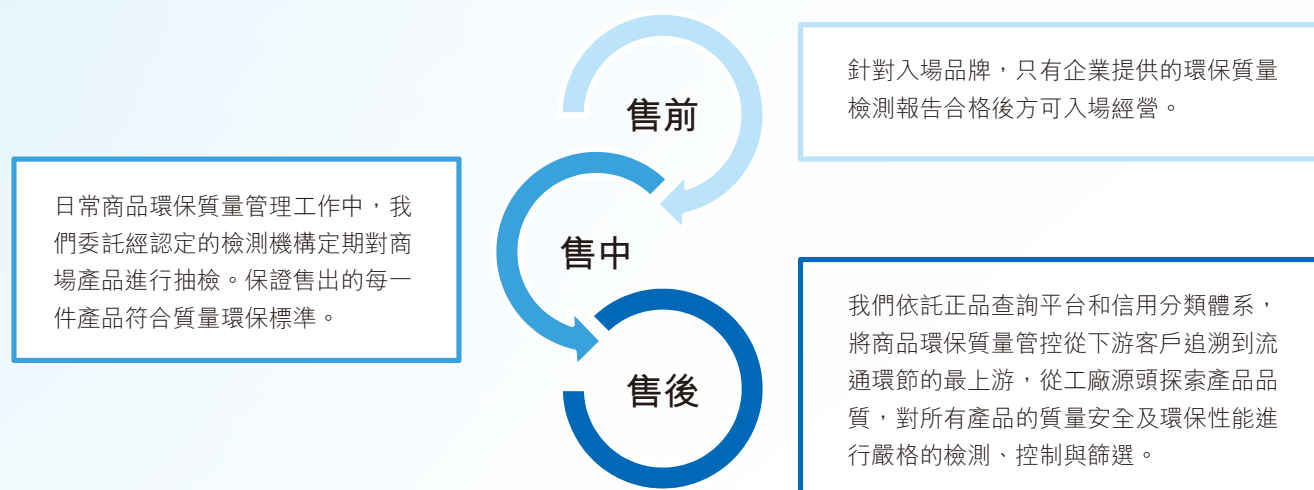 售前
針對入場品牌，只有企業提供的環保質量
檢測報告合格後方可入場經營。
售中
日常商品環保質量管理工作中，我
們委託經認定的檢測機構定期對商
場產品進行抽檢。保證售出的每一
件產品符合質量環保標準。
售後
我們依託正品查詢平台和信用分類體系，
將商品環保質量管控從下游客戶追溯到流
通環節的最上游，從工廠源頭探索產品品
質，對所有產品的質量安全及環保性能進
行嚴格的檢測、控制與篩選。